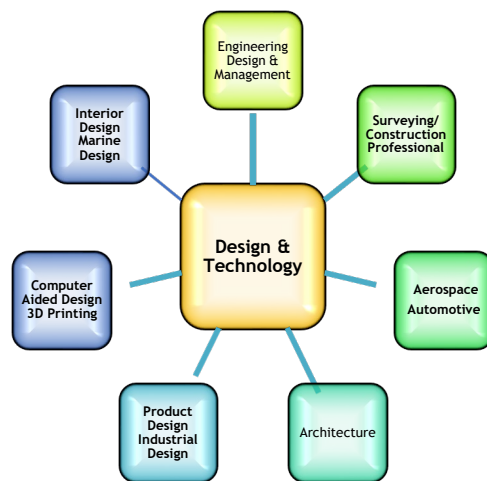 Engineering
Design &
Management
Interior
Design
Marine
Design
Surveying/
Construction
Professional
Design &
Technology
Computer
Aided Design
3D Printing
Aerospace
Automotive
Product
Design
Industrial
Design
Architecture